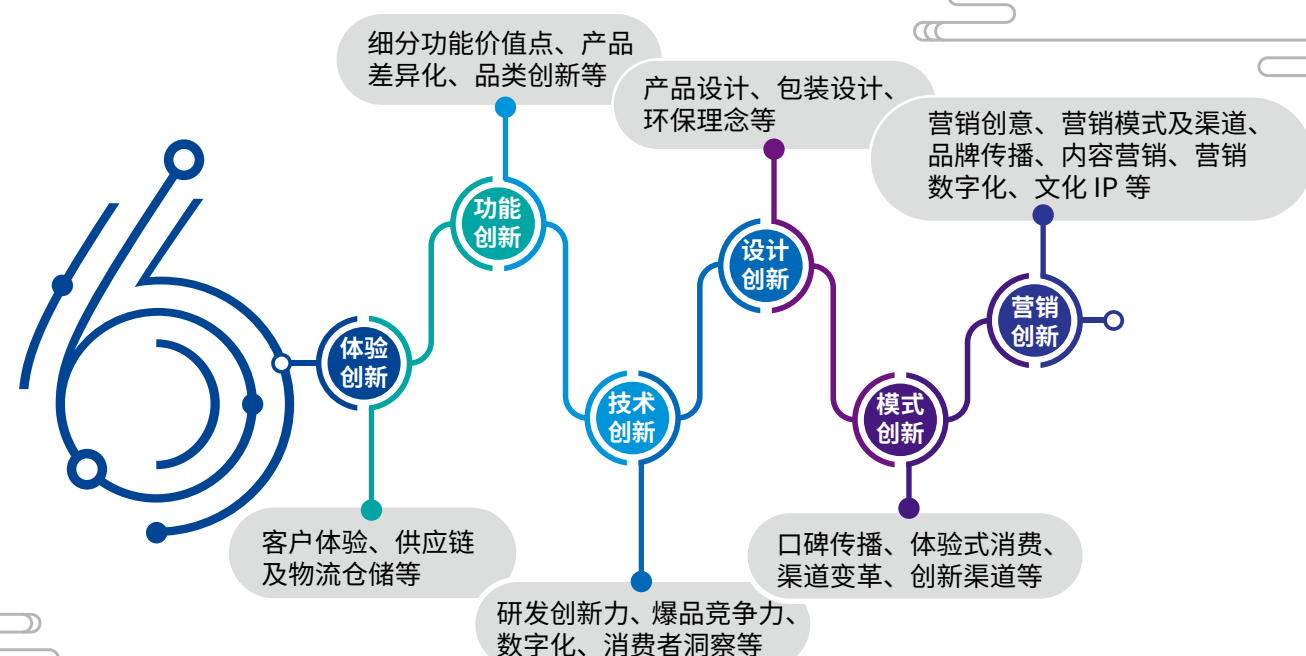 细分功能价值点、产品
差异化、品类创新等
产品设计、包装设计、
环保理念等
营销创意、营销模式及渠道、
品牌传播、内容营销、营销
数字化、文化 IP 等
功能
创新
设计
创新
营销
创新
体验
创新
技术
创新
模式
创新
客户体验、供应链
及物流仓储等
口碑传播、体验式消费、
渠道变革、创新渠道等
研发创新力、爆品竞争力、
数字化、消费者洞察等